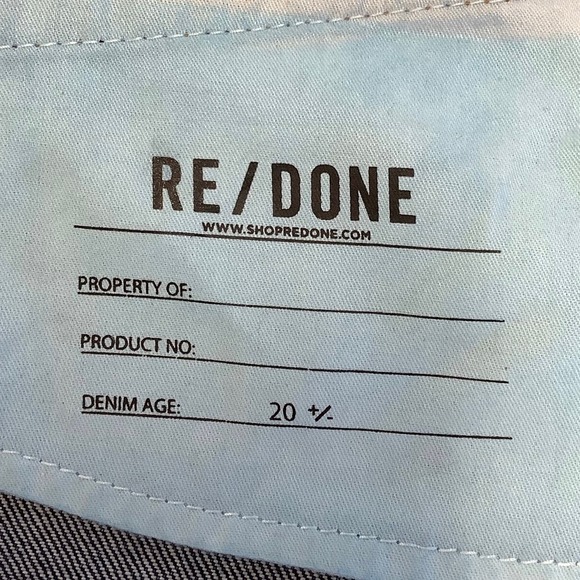 RE/DONE
WWW.SHOPREDONE.COM
PROPERTY OF:
PRODUCT NO:
DENIM AGE: 20 +/-